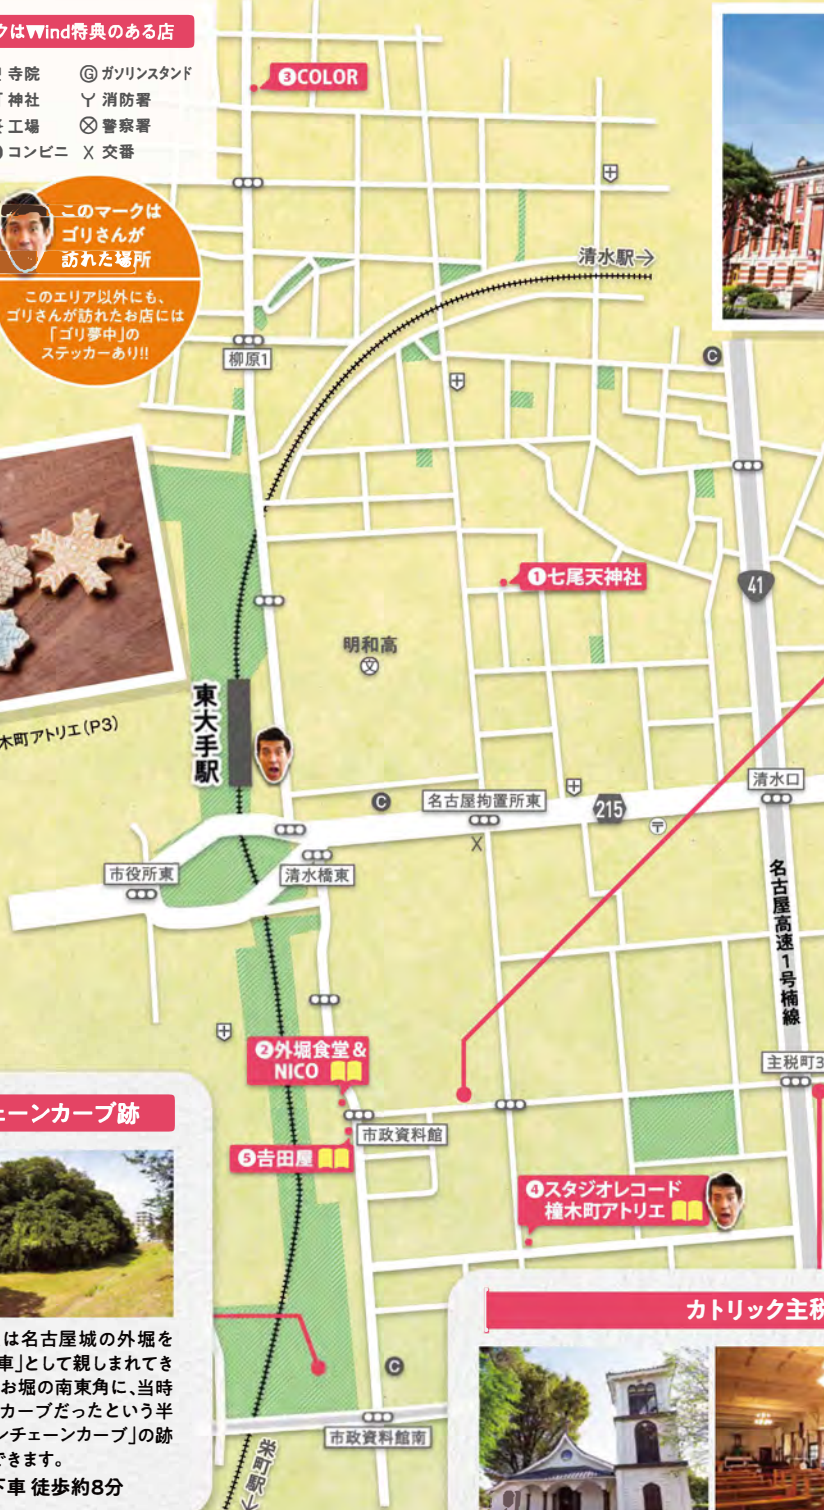 クはWind特典のある店
寺院
Ⓖガソリンスタンド
神社
消防署
工場
警察署
コンビニ
X 交番
このマークは
ゴリさんが
訪れた場所
このエリア以外にも、
ゴリさんが訪れたお店には
「ゴリ夢中」の
ステッカーあり!!
❸COLOR
清水駅→
柳原1
C
❶七尾天神社
41
明和高
文
東大手駅
木町アトリエ(P3)
C
名古屋拘置所東
215
〒
清水口
X
市役所東
清水橋東
名古屋高速1号楠線
❷外堀食堂&
NICO
主税町3
市政資料館
❺吉田屋
❹スタジオレコード
橦木町アトリエ
ェーンカーブ跡
は名古屋城の外堀を
車」として親しまれてき
お堀の南東角に、当時
カーブだったという半
ンチェーンカーブ」の跡
できます。
下車 徒歩約8分
C
市政資料館南
栄町駅→
カトリック主税